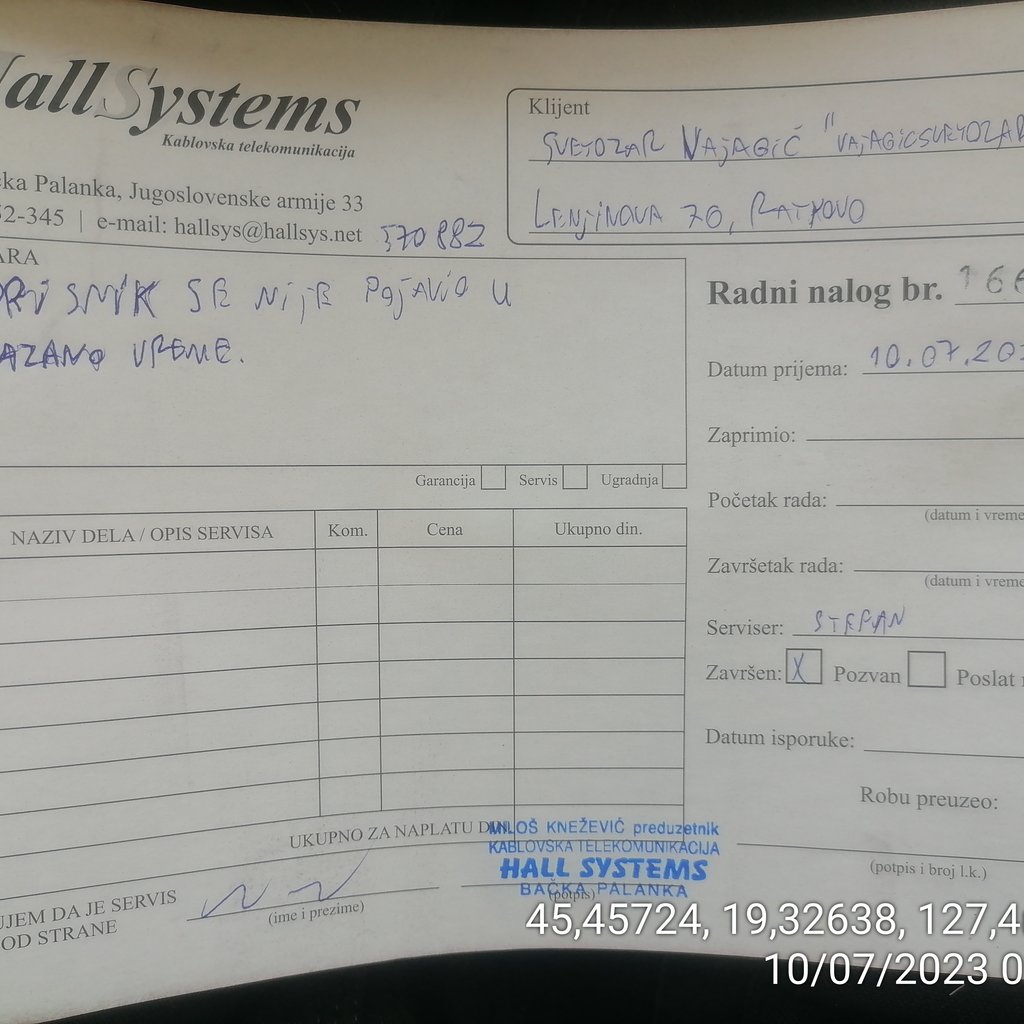 Hall Systems
Kablovska telekomunikacija
ka Palanka, Jugoslovenske armije 33
2-345 | e-mail: hallsys@hallsys.net
570 882
Klijent
SVETOZAR VAJAGIĆ "VAJAGICSVETOZAR
LENJINOVA 70, RATKOVO
ARA
ORISNIK SE NIJE POJAVIO U
AZANO VREME.
Garancija Servis Ugradnja
NAZIV DELA / OPIS SERVISA Kom. Cena Ukupno din.
UKUPNO ZA NAPLATU DIN
Radni nalog br. 166
Datum prijema: 10.07.202
Zaprimio:
Početak rada:
(datum i vreme
Završetak rada:
(datum i vreme
Serviser: STEFAN
Završen: X Pozvan Poslat
Datum isporuke:
Robu preuzeo:
(potpis i broj l.k.)
UJEM DA JE SERVIS
OD STRANE
(ime i prezime)
(potpis)
MILOŠ KNEŽEVIĆ preduzetnik
KABLOVSKA TELEKOMUNIKACIJA
HALL SYSTEMS
BAČKA PALANKA
45,45724, 19,32638, 127,4
10/07/2023 0